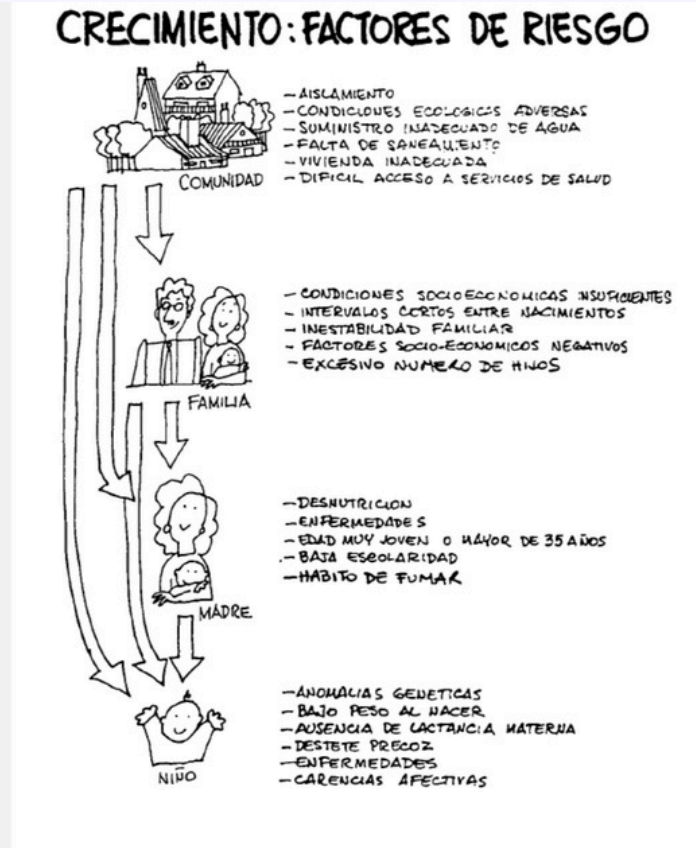 CRECIMIENTO: FACTORES DE RIESGO
- AISLAMIENTO
- CONDICIONES ECOLOGICAS ADVERSAS
- SUMINISTRO INADECUADO DE AGUA
- FALTA DE SANEAMIENTO
- VIVIENDA INADECUADA
- DIFICIL ACCESO A SERVICIOS DE SALUD
COMUNIDAD
- CONDICIONES SOCIOECONOMICAS INSUFICIENTES
- INTERVALOS CORTOS ENTRE NACIMIENTOS
- INESTABILIDAD FAMILIAR
- FACTORES SOCIO-ECONOMICOS NEGATIVOS
- EXCESIVO NUMERO DE HIJOS
FAMILIA
- DESNUTRICION
- ENFERMEDADES
- EDAD MUY JOVEN O MAYOR DE 35 AÑOS
- BAJA ESCOLARIDAD
- HABITO DE FUMAR
MADRE
- ANOMALIAS GENETICAS
- BAJO PESO AL NACER
- AUSENCIA DE LACTANCIA MATERNA
- DESTETE PRECOZ
- ENFERMEDADES
- CARENCIAS AFECTIVAS
NIÑO